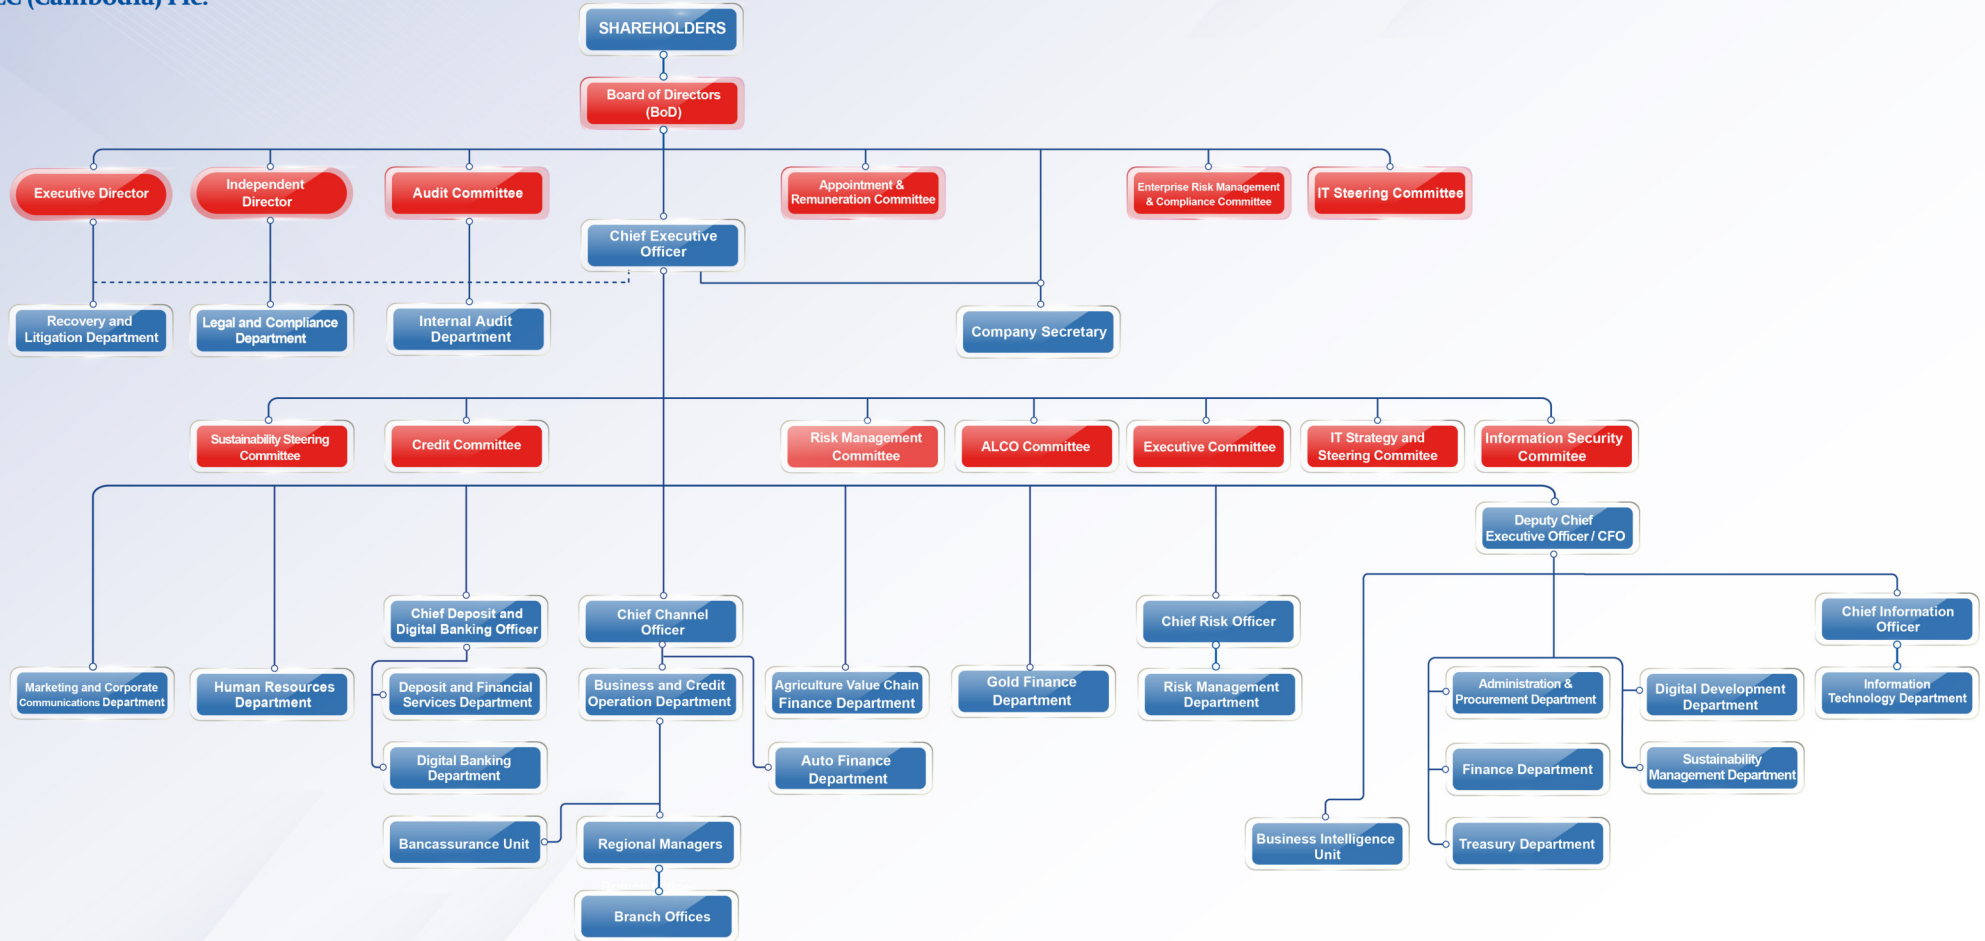 (Cambodia) Plc.
SHAREHOLDERS
Board of Directors
(BoD)
Executive Director
Independent
Director
Audit Committee
Appointment &
Remuneration Committee
Enterprise Risk Management
& Compliance Committee
IT Steering Committee
Chief Executive
Officer
Recovery and
Litigation Department
Legal and Compliance
Department
Internal Audit
Department
Company Secretary
Sustainability Steering
Committee
Credit Committee
Risk Management
Committee
ALCO Committee
Executive Committee
IT Strategy and
Steering Commitee
Information Security
Commitee
Deputy Chief
Executive Officer / CFO
Chief Deposit and
Digital Banking Officer
Chief Channel
Officer
Chief Risk Officer
Chief Information
Officer
Marketing and Corporate
Communications Department
Human Resources
Department
Deposit and Financial
Services Department
Business and Credit
Operation Department
Agriculture Value Chain
Finance Department
Gold Finance
Department
Risk Management
Department
Administration &
Procurement Department
Digital Development
Department
Information
Technology Department
Digital Banking
Department
Auto Finance
Department
Finance Department
Sustainability
Management Department
Bancassurance Unit
Regional Managers
Business Intelligence
Unit
Treasury Department
Branch Offices